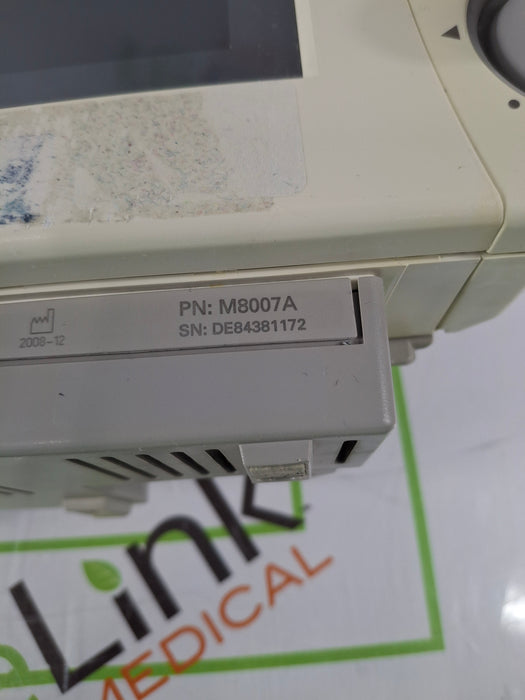 PN: M8007A
2008-12
SN: DE84381172
Link
MEDICAL